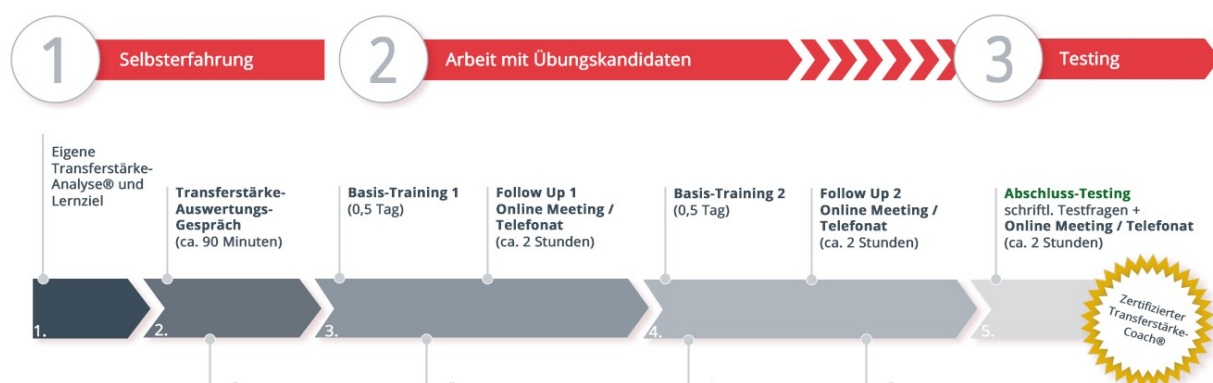 1
Selbsterfahrung
2
Arbeit mit Übungskandidaten
3
Testing
Eigene
Transferstärke-
Analyse® und
Lernziel
Transferstärke-
Auswertungs-
Gespräch
(ca. 90 Minuten)
Basis-Training 1
(0,5 Tag)
Follow Up 1
Online Meeting /
Telefonat
(ca. 2 Stunden)
Basis-Training 2
(0,5 Tag)
Follow Up 2
Online Meeting /
Telefonat
(ca. 2 Stunden)
Abschluss-Testing
schriftl. Testfragen +
Online Meeting / Telefonat
(ca. 2 Stunden)
1.
2.
3.
4.
5.
Zertifizierter
Transferstärke-
Coach®